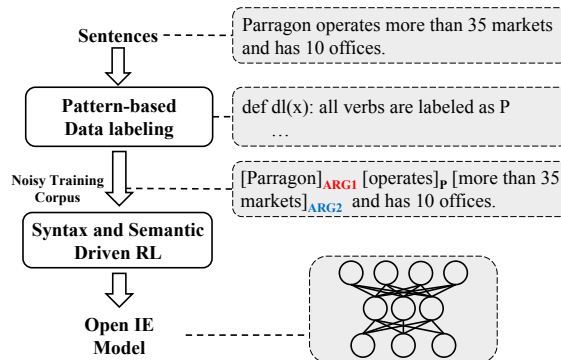 Sentences
Parragon operates more than 35 markets
and has 10 offices.
Pattern-based
Data labeling
def dl(x): all verbs are labeled as P
…
Noisy Training
Corpus
[Parragon]ARG1 [operates]P [more than 35
markets]ARG2 and has 10 offices.
Syntax and Semantic
Driven RL
Open IE
Model